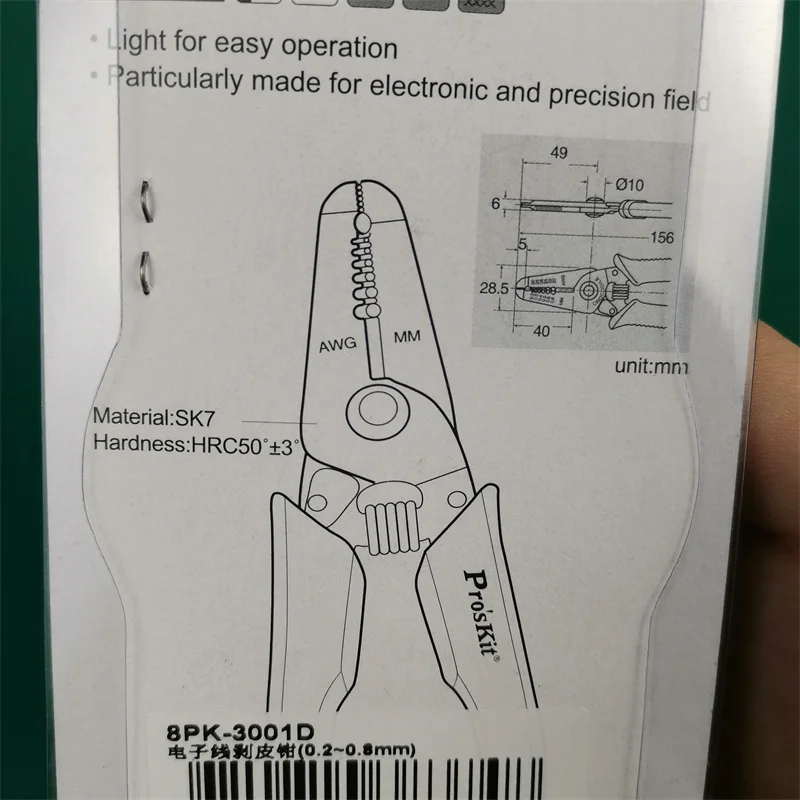 • Light for easy operation
• Particularly made for electronic and precision field
49
Ø10
6
156
5
28.5
40
unit:mm
AWG MM
Material:SK7
Hardness:HRC50°±3°
Pro'sKit®
8PK-3001D
电子线剥皮钳(0.2~0.8mm)